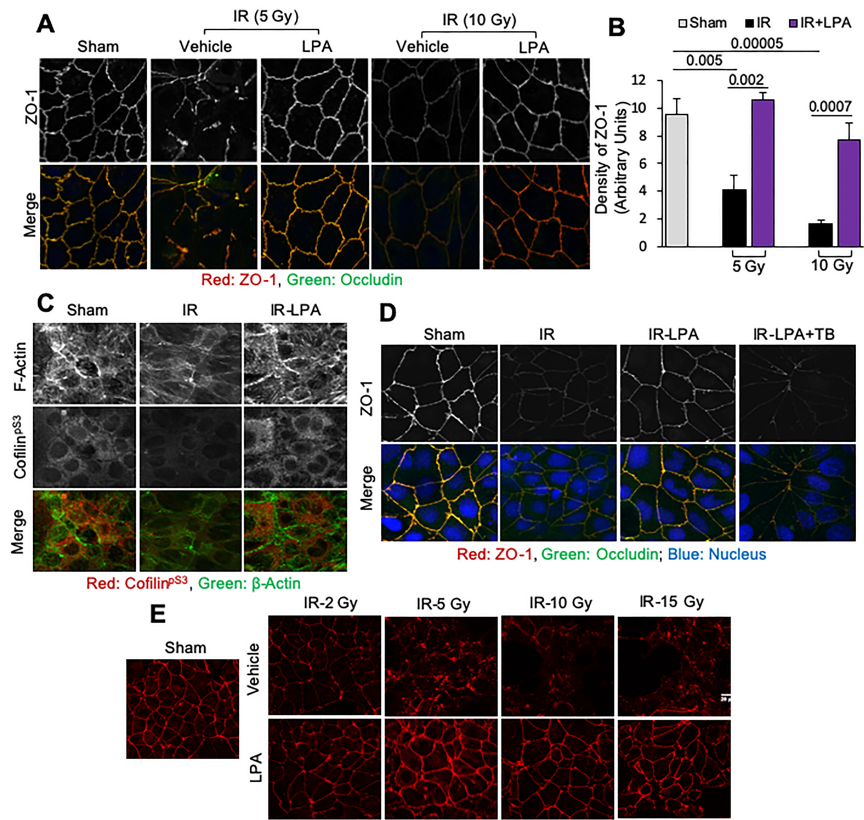 A
IR (5 Gy)
IR (10 Gy)
Sham
Vehicle
LPA
Vehicle
LPA
ZO-1
Merge
Red: ZO-1, Green: Occludin
B
Sham IR IR+LPA
0.00005
0.005
0.002
0.0007
Density of ZO-1
(Arbitrary Units)
12
10
8
6
4
2
0
5 Gy
10 Gy
C
Sham
IR
IR-LPA
F-Actin
Cofilinᵖˢ³
Merge
Red: Cofilinᵖˢ³, Green: β-Actin
D
Sham
IR
IR-LPA
IR-LPA+TB
ZO-1
Merge
Red: ZO-1, Green: Occludin; Blue: Nucleus
E
Sham
IR-2 Gy
IR-5 Gy
IR-10 Gy
IR-15 Gy
Vehicle
LPA